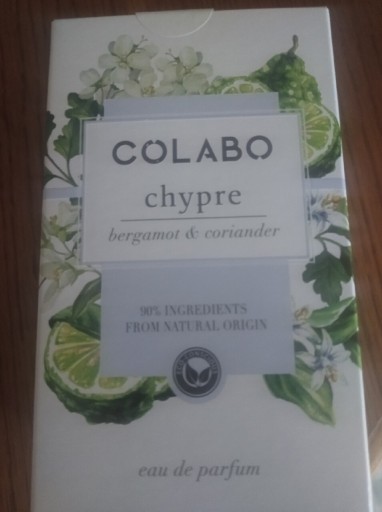 COLABO
chypre
bergamot & coriander
90% INGREDIENTS
FROM NATURAL ORIGIN
eau de parfum